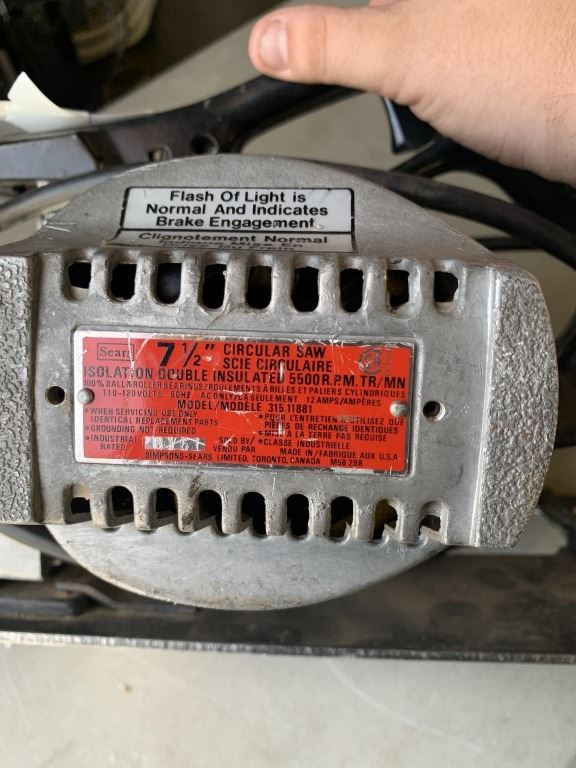 Flash Of Light is
Normal And Indicates
Brake Engagement.
Clignotement Normal
Mise En
Sears 7 1/2" CIRCULAR SAW
SCIE CIRCULAIRE
ISOLATION DOUBLE INSULATED 5500 R.P.M. TR/MN
100% BALL & ROLLER BEARINGS/ROULEMENTS À BILLES ET PALIERS CYLINDRIQUES
110-120VOLTS. 60HZ AC ONLY/CA SEULEMENT 12 AMPS/AMPÈRES
MODEL/MODÈLE 315.11881
•WHEN SERVICING USE ONLY
IDENTICAL REPLACEMENT PARTS
•GROUNDING NOT REQUIRED
•INDUSTRIAL
RATED
SOLD BY/
VENDU PAR
•POUR L'ENTRETIEN N'UTILISEZ QUE
PIÈCES DE RECHANGE IDENTIQUES
•MISE A LA TERRE PAS REQUISE
•CLASSE INDUSTRIELLE
MADE IN/FABRIQUE AUX U.S.A.
SIMPSONS-SEARS LIMITED, TORONTO, CANADA M5B 2B8